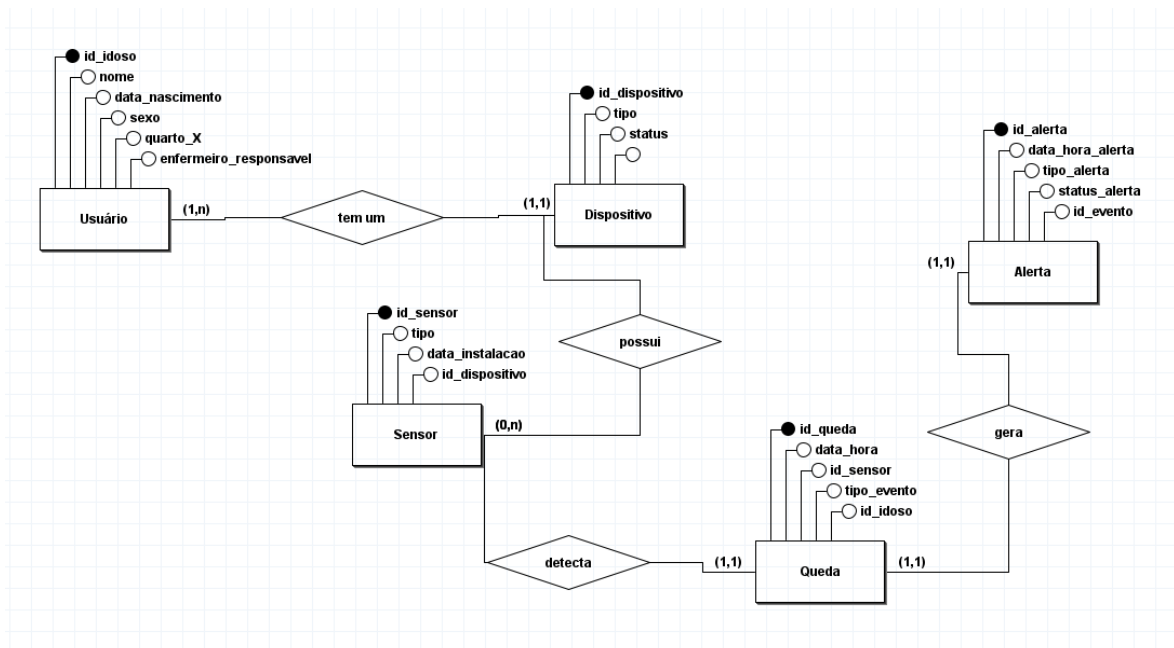 id_idoso
nome
data_nascimento
sexo
quarto_X
enfermeiro_responsavel
Usuário
(1,n)
tem um
(1,1)
id_dispositivo
tipo
status
Dispositivo
id_alerta
data_hora_alerta
tipo_alerta
status_alerta
id_evento
(1,1)
Alerta
possui
id_sensor
tipo
data_instalacao
id_dispositivo
Sensor
(0,n)
gera
id_queda
data_hora
id_sensor
tipo_evento
id_idoso
detecta
(1,1)
Queda
(1,1)